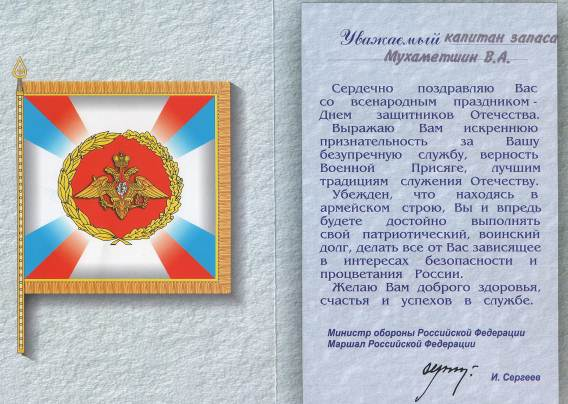 Уважаемый капитан запаса
Мухаметшин В.А.
Сердечно поздравляю Вас
со всенародным праздником -
Днем защитников Отечества.
Выражаю Вам искреннюю
признательность за Вашу
безупречную службу, верность
Военной Присяге, лучшим
традициям служения Отечеству.
Убежден, что находясь в
армейском строю, Вы и впредь
будете достойно выполнять
свой патриотический, воинский
долг, делать все от Вас зависящее
в интересах безопасности и
процветания России.
Желаю Вам доброго здоровья,
счастья и успехов в службе.
Министр обороны Российской Федерации
Маршал Российской Федерации
И. Сергеев